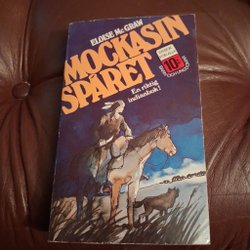 ELOISE McGRAW
MOCKASIN
SPÅRET
En riktig
indianbok!
10:-